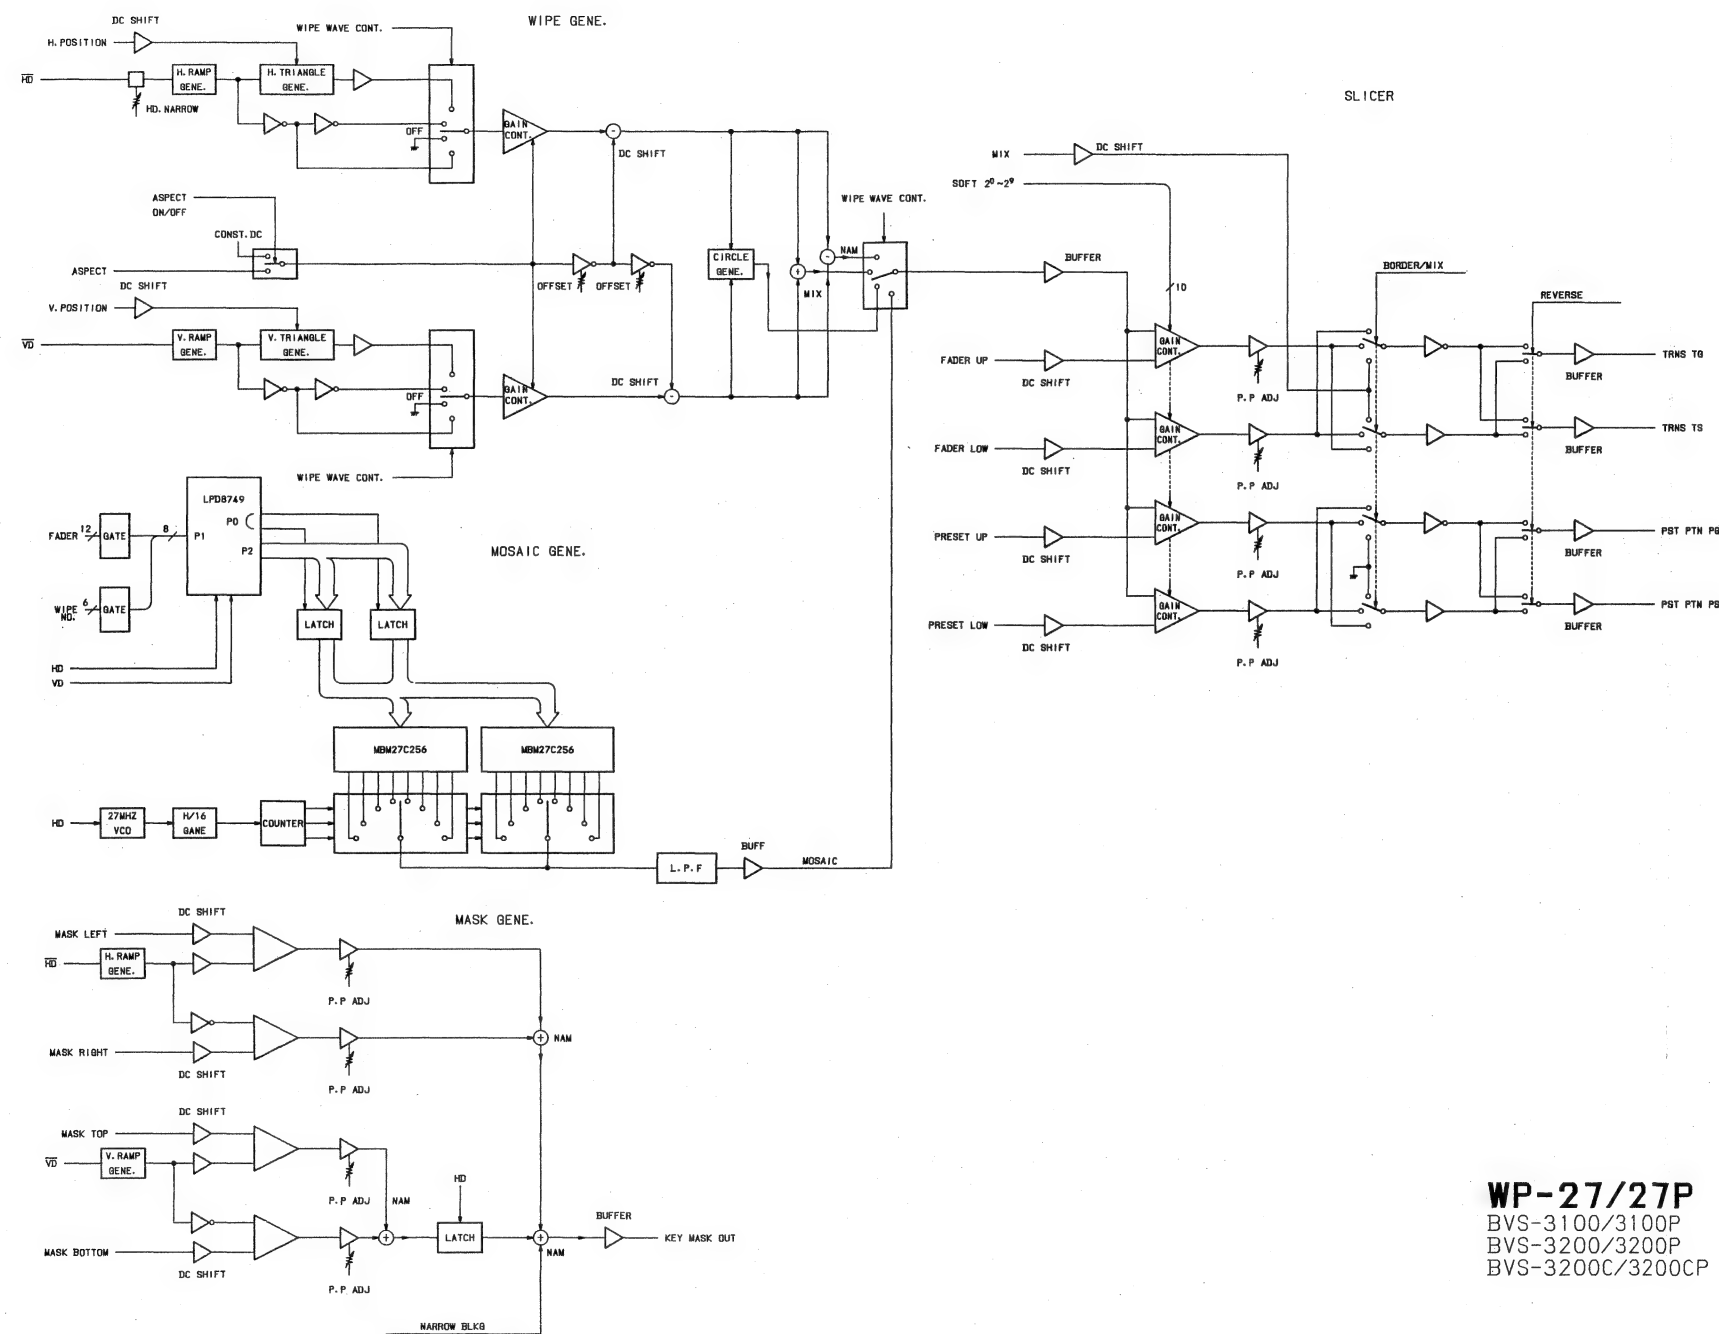 WIPE GENE.
DC SHIFT
H.POSITION
WIPE WAVE CONT.
HD
H.RAMP
GENE.
H.TRIANGLE
GENE.
HD.NARROW
OFF
GAIN
CONT.
DC SHIFT
ASPECT
ON/OFF
CONST.DC
ASPECT
DC SHIFT
V.POSITION
OFFSET
OFFSET
CIRCLE
GENE.
NAM
MIX
WIPE WAVE CONT.
VD
V.RAMP
GENE.
V.TRIANGLE
GENE.
OFF
GAIN
CONT.
DC SHIFT
WIPE WAVE CONT.
SLICER
MIX
DC SHIFT
SOFT 2⁰~2⁹
BUFFER
10
BORDER/MIX
REVERSE
FADER UP
DC SHIFT
GAIN
CONT.
P.P ADJ
BUFFER
TRNS TG
FADER LOW
DC SHIFT
GAIN
CONT.
P.P ADJ
BUFFER
TRNS TS
PRESET UP
DC SHIFT
GAIN
CONT.
P.P ADJ
BUFFER
PST PTN PG
PRESET LOW
DC SHIFT
GAIN
CONT.
P.P ADJ
BUFFER
PST PTN PS
MOSAIC GENE.
LPD8749
P0
P1
P2
FADER
12
GATE
8
WIPE
NO.
6
GATE
LATCH
LATCH
HD
VD
MBM27C256
MBM27C256
HD
27MHZ
VCO
H/16
GANE
COUNTER
L.P.F
BUFF
MOSAIC
MASK GENE.
DC SHIFT
MASK LEFT
HD
H.RAMP
GENE.
P.P ADJ
MASK RIGHT
DC SHIFT
P.P ADJ
NAM
DC SHIFT
MASK TOP
VD
V.RAMP
GENE.
P.P ADJ
NAM
HD
LATCH
MASK BOTTOM
DC SHIFT
P.P ADJ
NAM
BUFFER
KEY MASK OUT
NARROW BLKG
WP-27/27P
BVS-3100/3100P
BVS-3200/3200P
BVS-3200C/3200CP